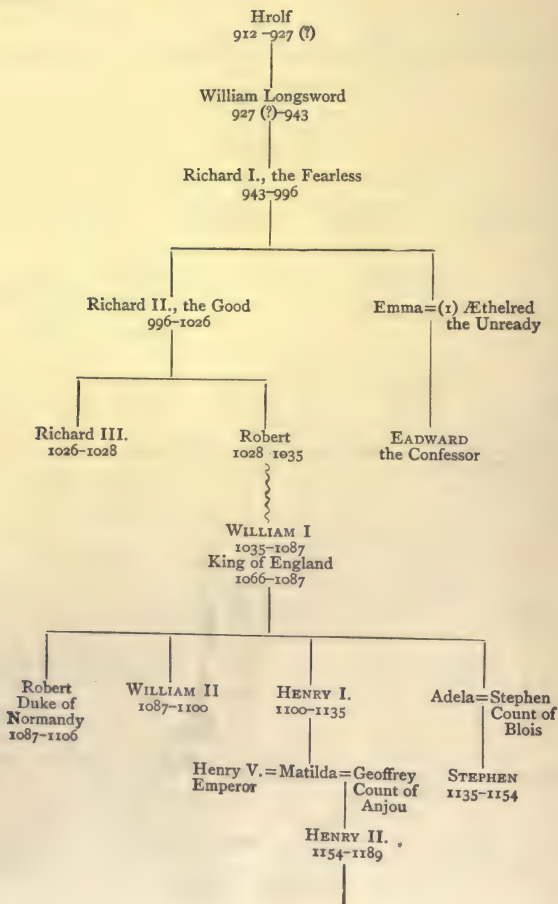 Hrolf
912–927 (?)
William Longsword
927 (?)–943
Richard I., the Fearless
943–996
Richard II., the Good
996–1026
Emma=(1) Æthelred
the Unready
Richard III.
1026–1028
Robert
1028 1035
EADWARD
the Confessor
WILLIAM I
1035–1087
King of England
1066–1087
Robert
Duke of
Normandy
1087–1106
WILLIAM II
1087–1100
HENRY I.
1100–1135
Adela=Stephen
Count of
Blois
Henry V.=Matilda=Geoffrey
Emperor
Count of
Anjou
STEPHEN
1135–1154
HENRY II.
1154–1189